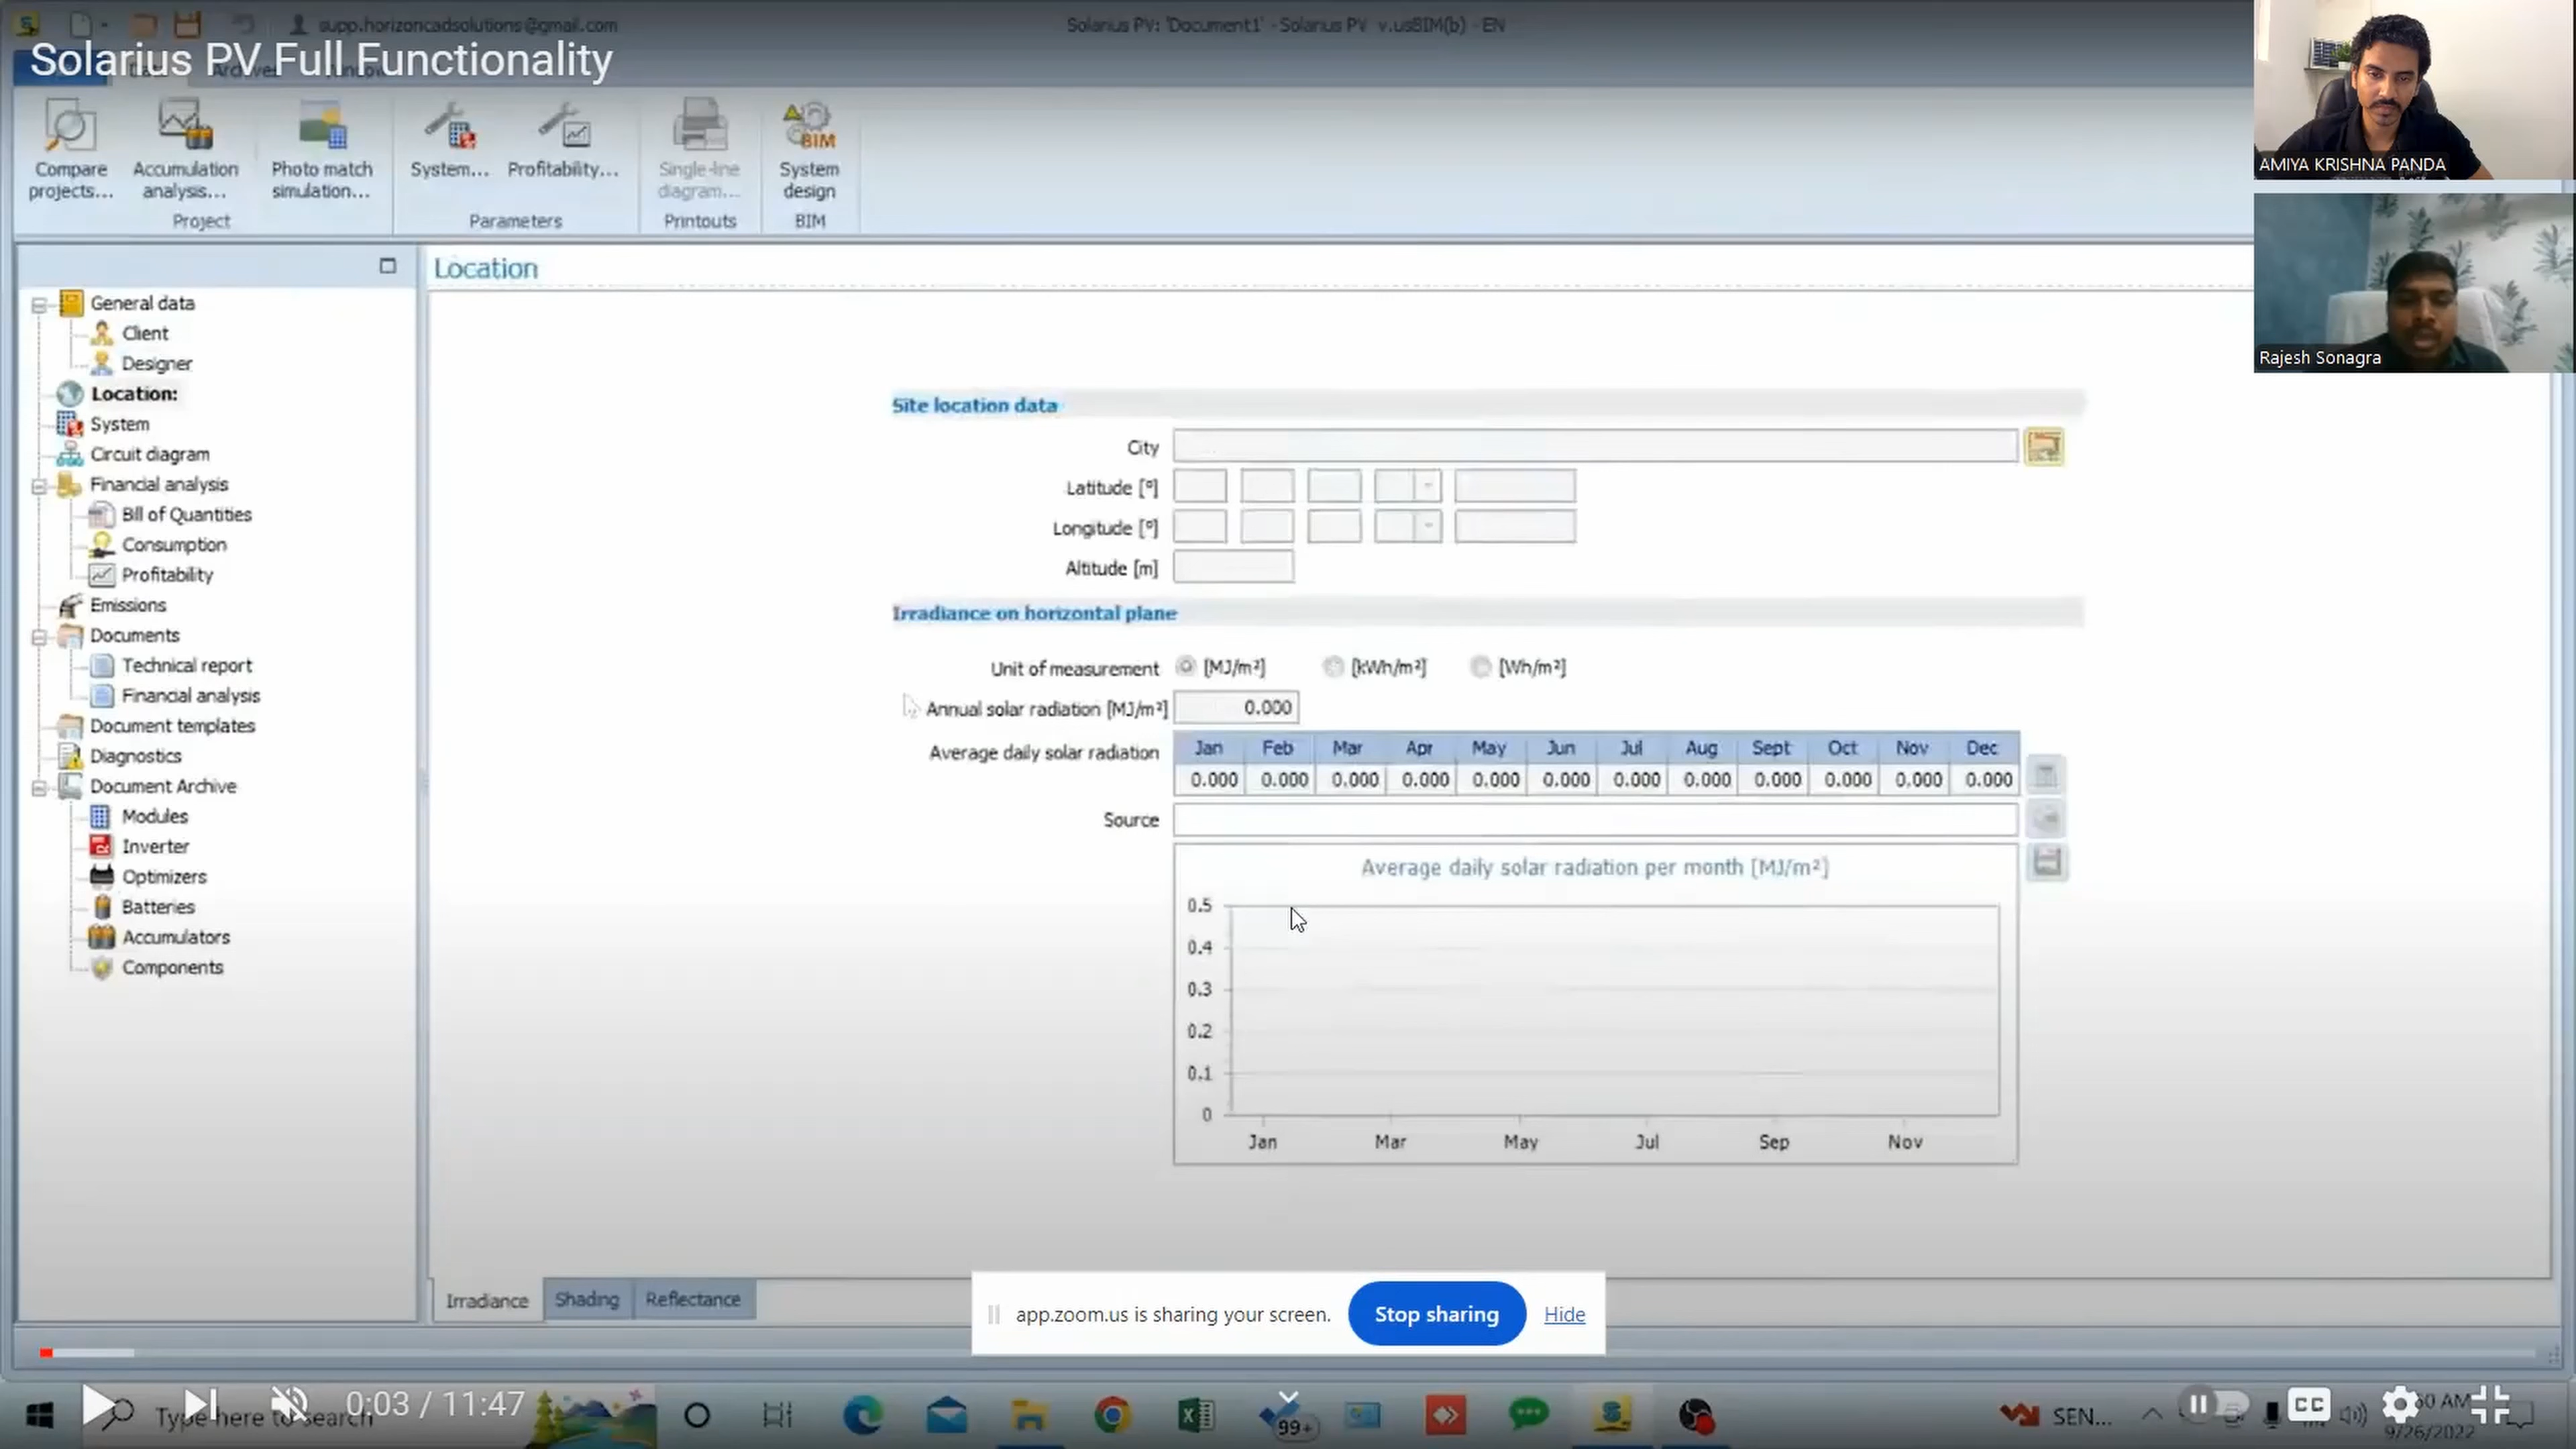 supp.horizoncadsolutions@gmail.com
Solarius PV: 'Document1' - Solarius PV v.usBIM(b) - EN
Solarius PV Full Functionality
Compare projects...
Accumulation analysis...
Photo match simulation...
System...
Profitability...
Single-line diagram...
System design
Project
Parameters
Printouts
BIM
AMIYA KRISHNA PANDA
Rajesh Sonagra
General data
Client
Designer
Location:
System
Circuit diagram
Financial analysis
Bill of Quantities
Consumption
Profitability
Emissions
Documents
Technical report
Financial analysis
Document templates
Diagnostics
Document Archive
Modules
Inverter
Optimizers
Batteries
Accumulators
Components
Location
Site location data
City
Latitude [°]
Longitude [°]
Altitude [m]
Irradiance on horizontal plane
Unit of measurement [MJ/m²] [kWh/m²] [Wh/m²]
Annual solar radiation [MJ/m²] 0.000
Average daily solar radiation
Jan Feb Mar Apr May Jun Jul Aug Sept Oct Nov Dec
0.000 0.000 0.000 0.000 0.000 0.000 0.000 0.000 0.000 0.000 0.000 0.000
Source
Average daily solar radiation per month [MJ/m²]
0.5
0.4
0.3
0.2
0.1
0
Jan Mar May Jul Sep Nov
Irradiance Shading Reflectance
app.zoom.us is sharing your screen. Stop sharing Hide
0:03 / 11:47
Type here to search
99+
SEN...
CC
AM
9/26/2022